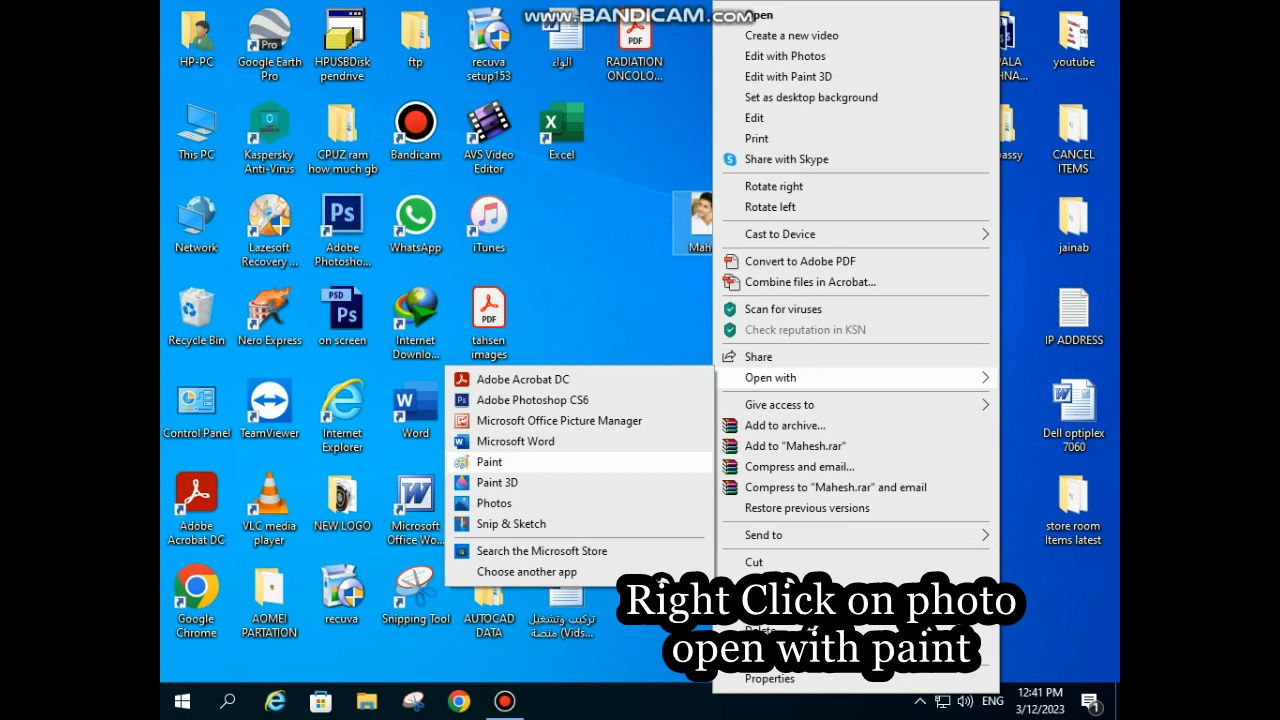 www.BANDICAM.com
HP-PC
Google Earth
Pro
HPUSBDisk
pendrive
ftp
recuva
setup153
الواء
RADIATION
ONCOLO...
youtube
This PC
Kaspersky
Anti-Virus
CPUZ ram
how much gb
Bandicam
AVS Video
Editor
Excel
CANCEL
ITEMS
Network
Lazesoft
Recovery ...
Adobe
Photosho...
WhatsApp
iTunes
Mah
jainab
Recycle Bin
Nero Express
on screen
Internet
Downlo...
tahsen
images
IP ADDRESS
Control Panel
TeamViewer
Internet
Explorer
Word
Dell optiplex
7060
Adobe
Acrobat DC
VLC media
player
NEW LOGO
Microsoft
Office Wo...
store room
Items latest
Google
Chrome
AOMEI
PARTATION
recuva
Snipping Tool
AUTOCAD
DATA
تركيب وتشغيل
منصة (Vids...
Open
Create a new video
Edit with Photos
Edit with Paint 3D
Set as desktop background
Edit
Print
Share with Skype
Rotate right
Rotate left
Cast to Device
Convert to Adobe PDF
Combine files in Acrobat...
Scan for viruses
Check reputation in KSN
Share
Open with
Give access to
Add to archive...
Add to "Mahesh.rar"
Compress and email...
Compress to "Mahesh.rar" and email
Restore previous versions
Send to
Cut
Delete
Properties
Adobe Acrobat DC
Adobe Photoshop CS6
Microsoft Office Picture Manager
Microsoft Word
Paint
Paint 3D
Photos
Snip & Sketch
Search the Microsoft Store
Choose another app
Right Click on photo
open with paint
ENG
12:41 PM
3/12/2023